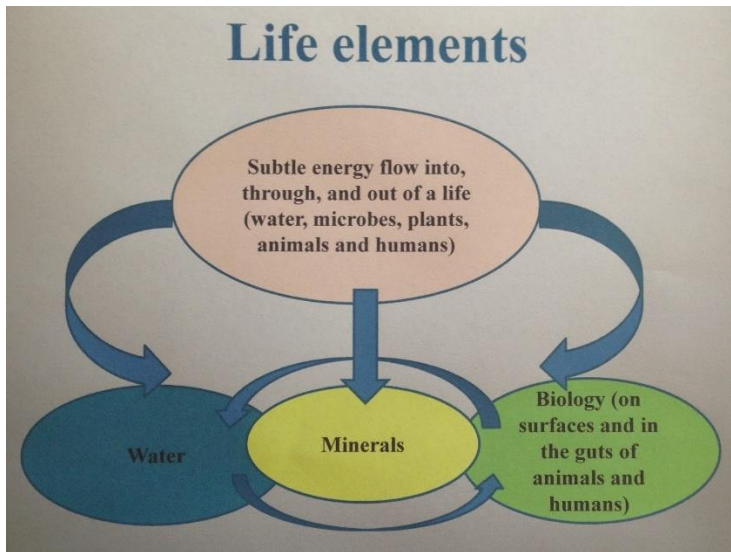 Life elements
Subtle energy flow into,
through, and out of a life
(water, microbes, plants,
animals and humans)
Water
Minerals
Biology (on
surfaces and in
the guts of
animals and
humans)